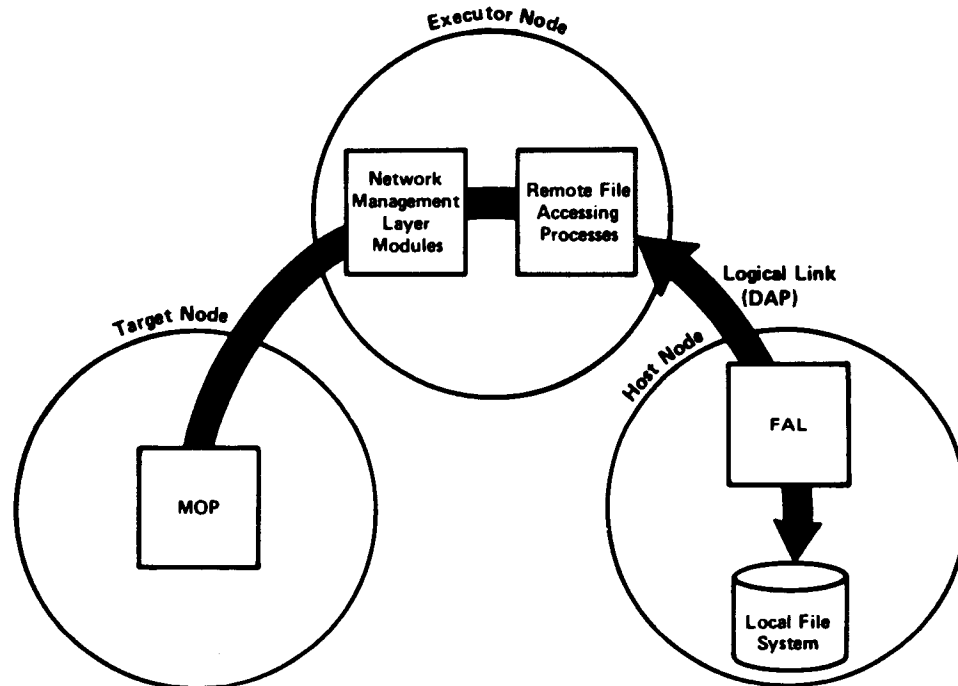 Executor Node
Network
Management
Layer
Modules
Remote File
Accessing
Processes
Logical Link
(DAP)
Target Node
Host Node
MOP
FAL
Local File
System